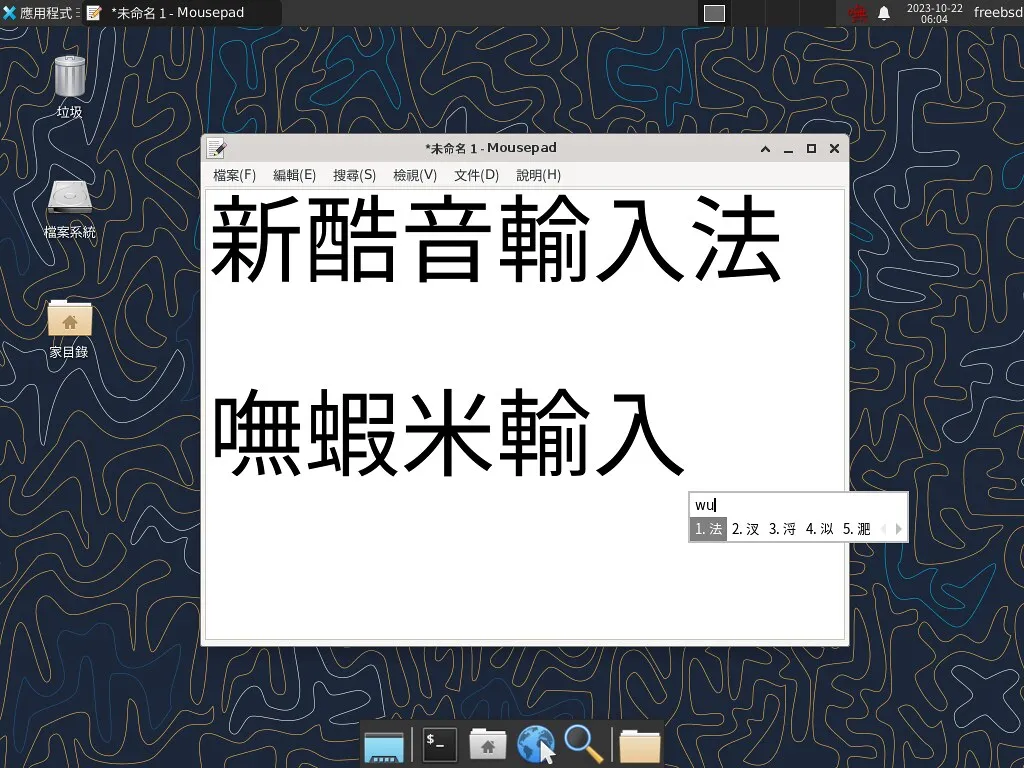 應用程式
*未命名 1 - Mousepad
2023-10-22
06:04
freebsd
垃圾
檔案系統
家目錄
*未命名 1 - Mousepad
檔案(F) 編輯(E) 搜尋(S) 檢視(V) 文件(D) 說明(H)
新酷音輸入法
嘸蝦米輸入
wu
1. 法 2. 汊 3. 浮 4. 泤 5. 淝
$_